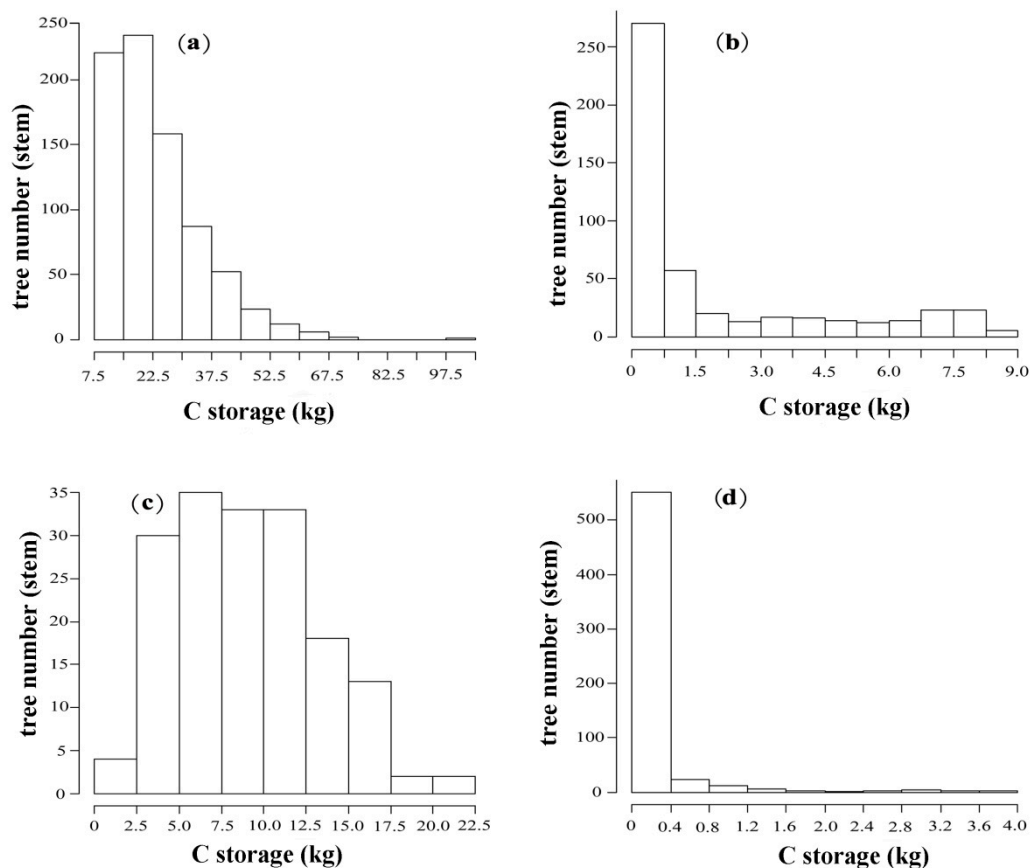 (a)
250
200
150
100
50
0
tree number (stem)
7.5 22.5 37.5 52.5 67.5 82.5 97.5
C storage (kg)
(b)
250
200
150
100
50
0
tree number (stem)
0 1.5 3.0 4.5 6.0 7.5 9.0
C storage (kg)
(c)
35
30
25
20
15
10
5
0
tree number (stem)
0 2.5 5.0 7.5 10.0 12.5 15.0 17.5 20.0 22.5
C storage (kg)
(d)
500
400
300
200
100
0
tree number (stem)
0 0.4 0.8 1.2 1.6 2.0 2.4 2.8 3.2 3.6 4.0
C storage (kg)